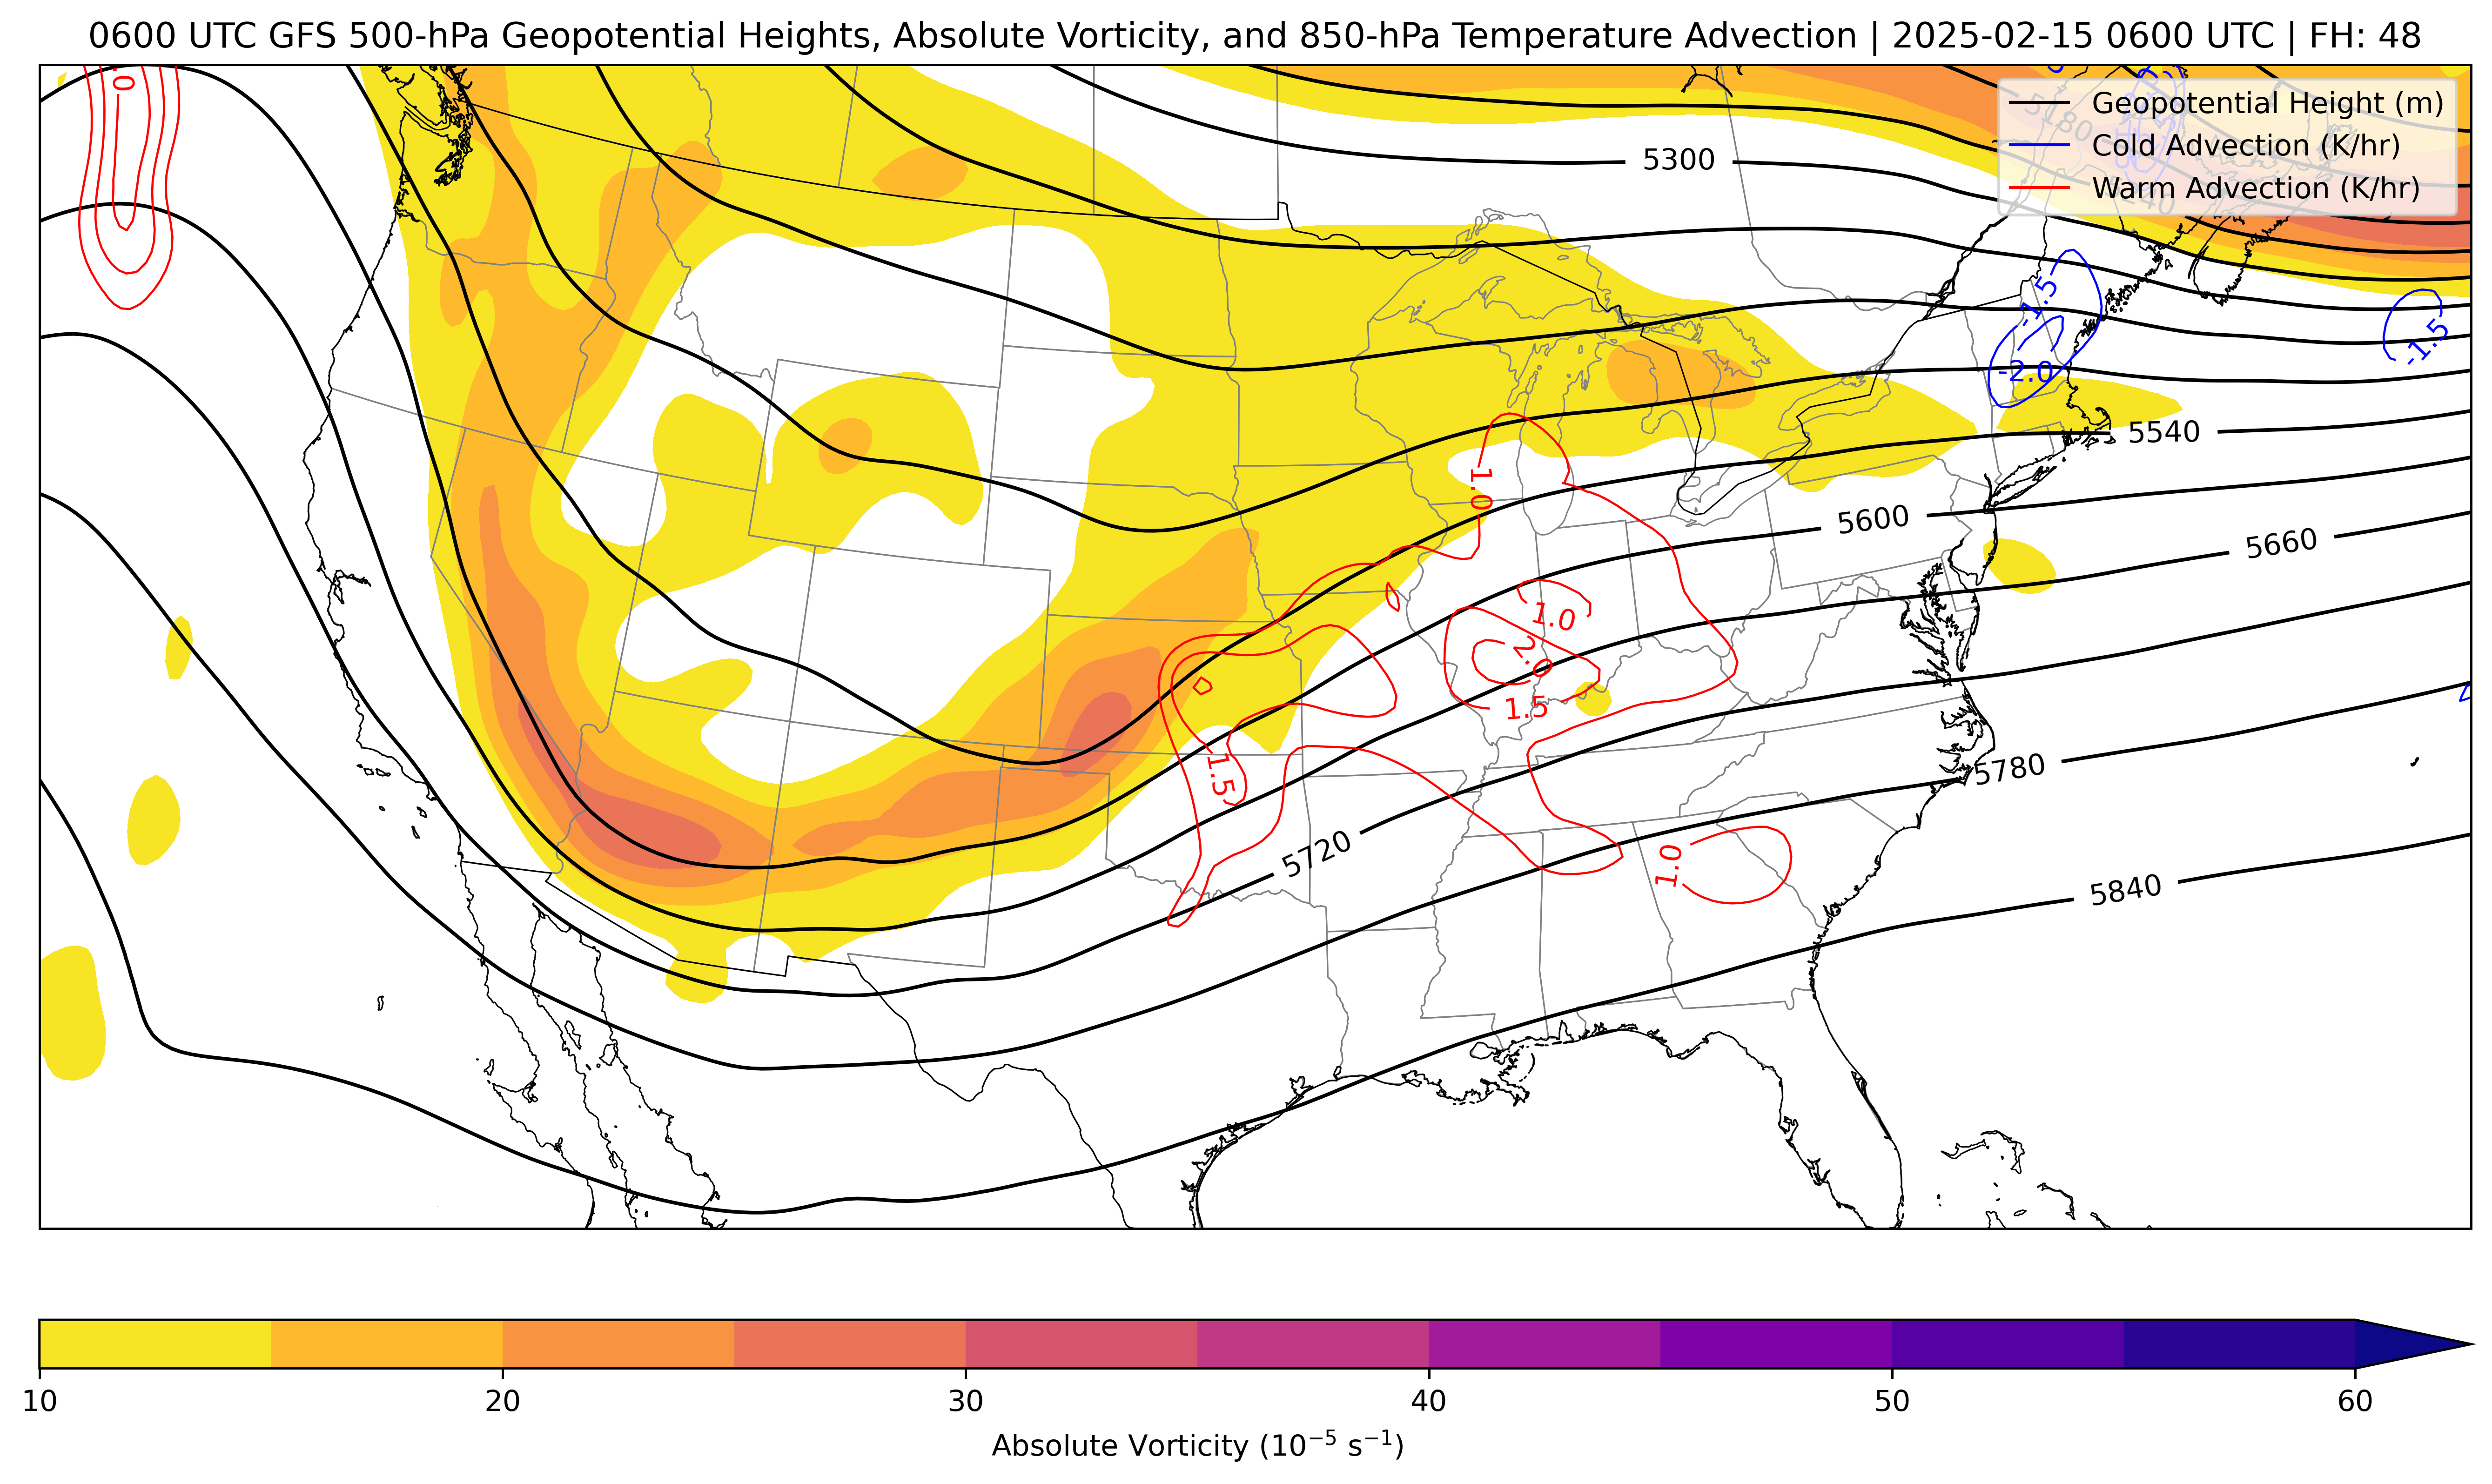 0600 UTC GFS 500-hPa Geopotential Heights, Absolute Vorticity, and 850-hPa Temperature Advection | 2025-02-15 0600 UTC | FH: 48
Geopotential Height (m)
Cold Advection (K/hr)
Warm Advection (K/hr)
5180
5300
-1.5
-1.5
-2.0
5540
1.0
5600
5660
1.0
2.0
1.5
1.5
5780
5720
1.0
5840
10 20 30 40 50 60
Absolute Vorticity (10⁻⁵ s⁻¹)